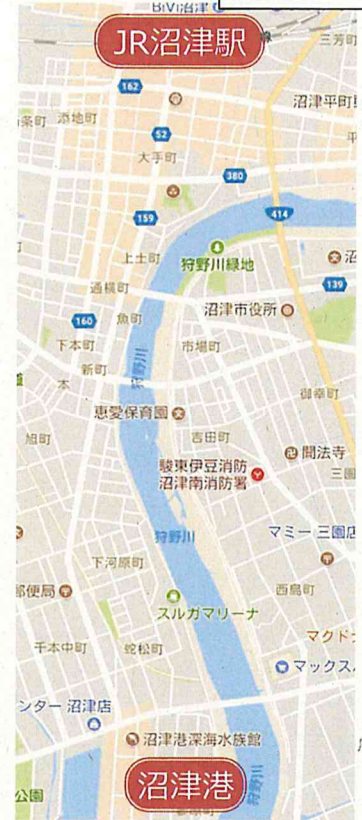 BiVi沼津
JR沼津駅
三芳町
162
沼津平町
条町
添地町
52
大手町
380
159
414
上土町
狩野川緑地
沼
139
通横町
沼津市役所
160
魚町
下本町
市場町
新町
狩野川
本
御幸町
恵愛保育園
旭町
吉田町
聞法寺
駿東伊豆消防
沼津南消防署
三園
狩野川
マミー 三園店
下河原町
郵便局
西島町
スルガマリーナ
マクド
千本中町
蛇松町
マックス
ンター 沼津店
沼津港深海水族館
沼津港
狩野川
公園